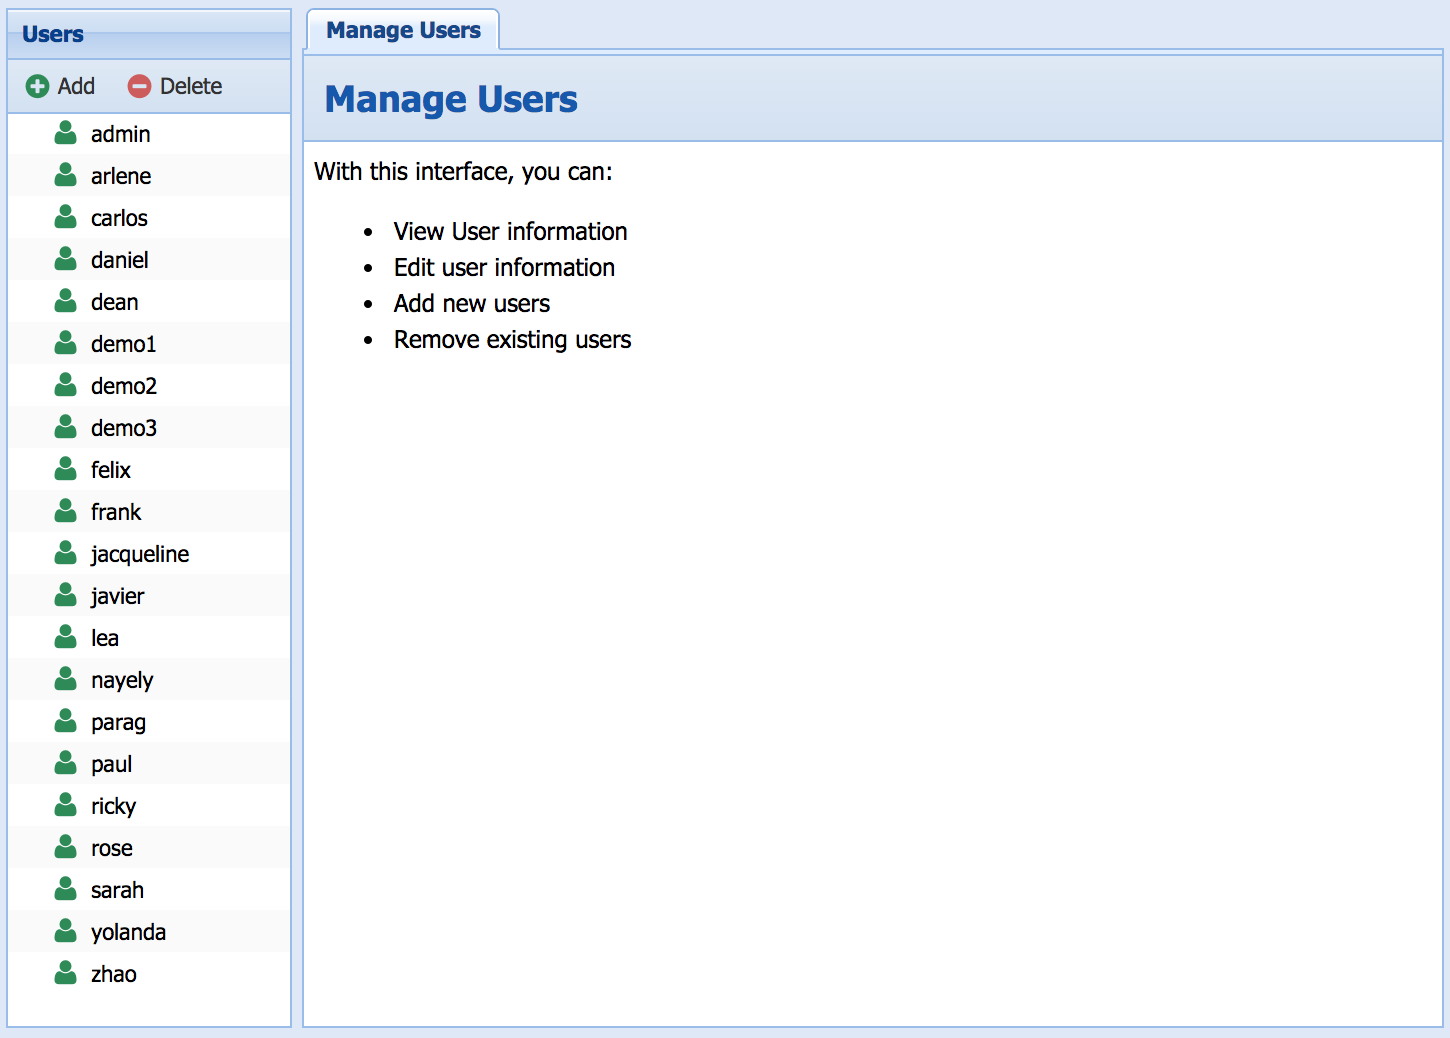 Users
Add Delete
admin
arlene
carlos
daniel
dean
demo1
demo2
demo3
felix
frank
jacqueline
javier
lea
nayely
parag
paul
ricky
rose
sarah
yolanda
zhao
Manage Users
Manage Users
With this interface, you can:
• View User information
• Edit user information
• Add new users
• Remove existing users